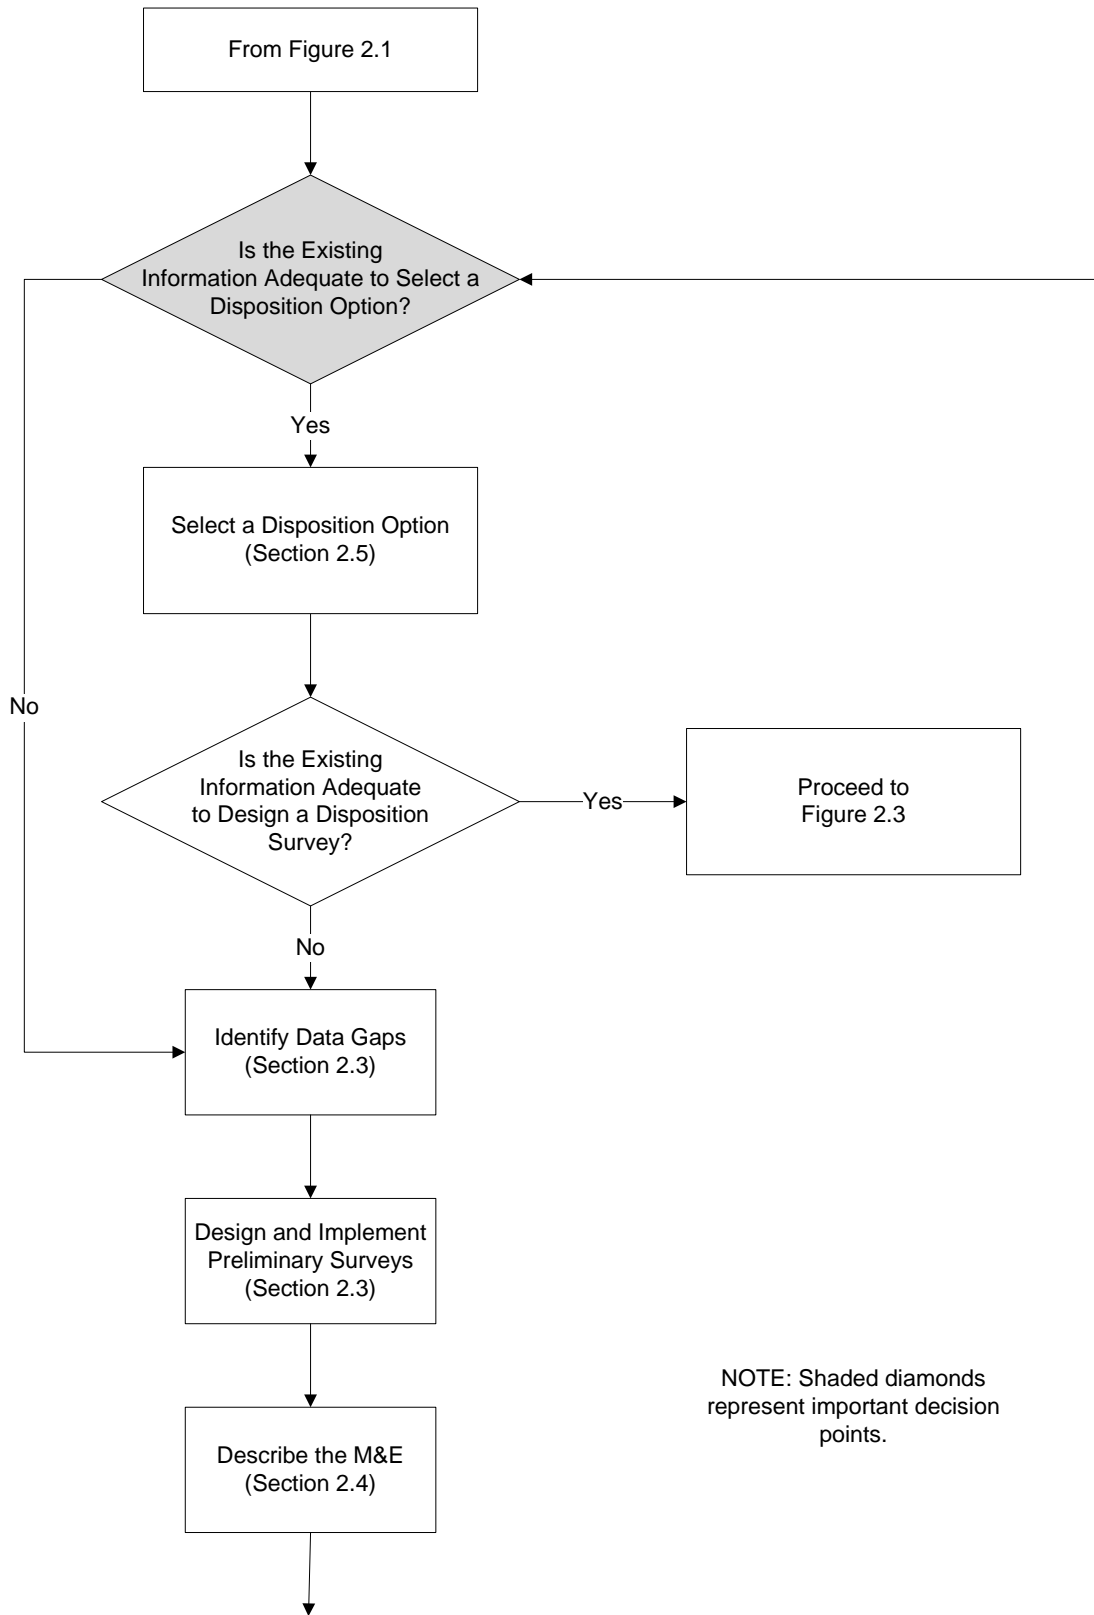 From Figure 2.1
Is the Existing
Information Adequate to Select a
Disposition Option?
Yes
Select a Disposition Option
(Section 2.5)
No
Is the Existing
Information Adequate
to Design a Disposition
Survey?
Yes
Proceed to
Figure 2.3
No
Identify Data Gaps
(Section 2.3)
Design and Implement
Preliminary Surveys
(Section 2.3)
NOTE: Shaded diamonds
represent important decision
points.
Describe the M&E
(Section 2.4)